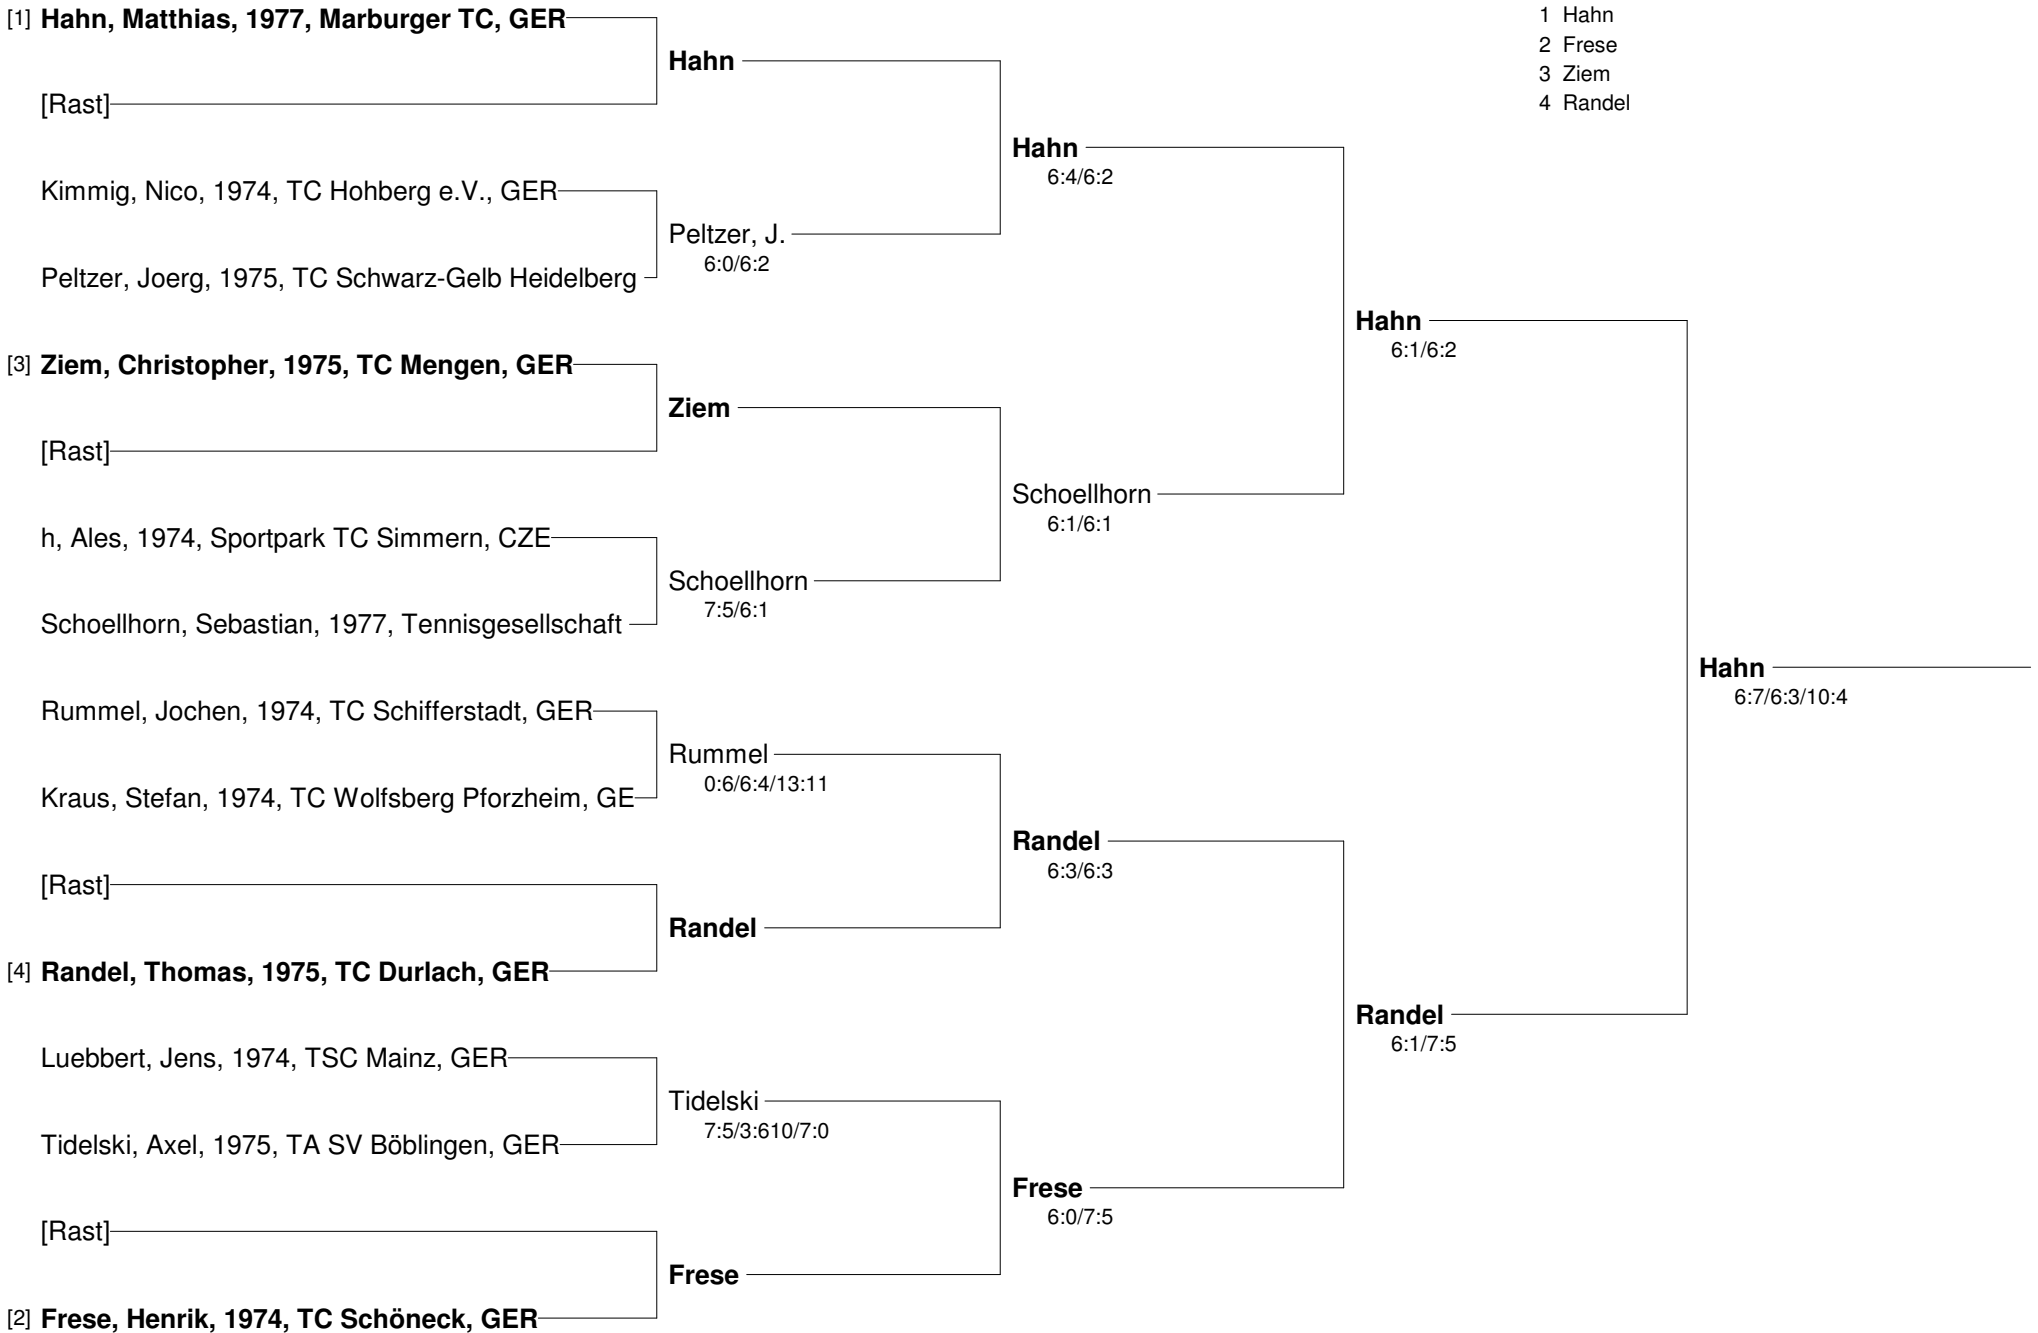 [1] Hahn, Matthias, 1977, Marburger TC, GER
[Rast]
Kimmig, Nico, 1974, TC Hohberg e.V., GER
Peltzer, Joerg, 1975, TC Schwarz-Gelb Heidelberg
[3] Ziem, Christopher, 1975, TC Mengen, GER
[Rast]
h, Ales, 1974, Sportpark TC Simmern, CZE
Schoellhorn, Sebastian, 1977, Tennisgesellschaft
Rummel, Jochen, 1974, TC Schifferstadt, GER
Kraus, Stefan, 1974, TC Wolfsberg Pforzheim, GE
[Rast]
[4] Randel, Thomas, 1975, TC Durlach, GER
Luebbert, Jens, 1974, TSC Mainz, GER
Tidelski, Axel, 1975, TA SV Böblingen, GER
[Rast]
[2] Frese, Henrik, 1974, TC Schöneck, GER
Hahn
Peltzer, J.
6:0/6:2
Ziem
Schoellhorn
7:5/6:1
Rummel
0:6/6:4/13:11
Randel
Tidelski
7:5/3:610/7:0
Frese
Hahn
6:4/6:2
Schoellhorn
6:1/6:1
Randel
6:3/6:3
Frese
6:0/7:5
Hahn
6:1/6:2
Randel
6:1/7:5
Hahn
6:7/6:3/10:4
1 Hahn
2 Frese
3 Ziem
4 Randel